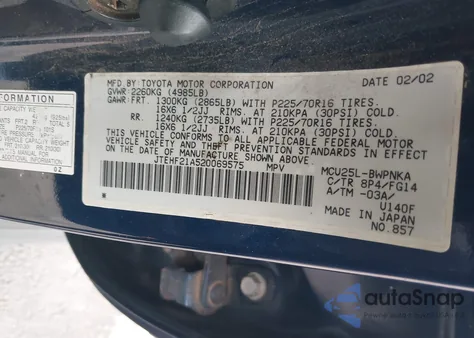 MFD. BY: TOYOTA MOTOR CORPORATION DATE 02/02
GVWR: 2260KG (4985LB)
GAWR: FRT. 1300KG (2865LB) WITH P225/70R16 TIRES.
16X6 1/2JJ RIMS. AT 210KPA (30PSI) COLD.
RR. 1240KG (2735LB) WITH P225/70R16 TIRES.
16X6 1/2JJ RIMS. AT 210KPA (30PSI) COLD.
THIS VEHICLE CONFORMS TO ALL APPLICABLE FEDERAL MOTOR
VEHICLE SAFETY AND THEFT PREVENTION STANDARDS IN
EFFECT ON THE DATE OF MANUFACTURE SHOWN ABOVE.
JTEHF21A520069575 MPV
MCU25L-BWPNKA
C/TR 8P4/FG14
A/TM -03A/
U140F
MADE IN JAPAN
NO.857
FORMATION
autoSnap